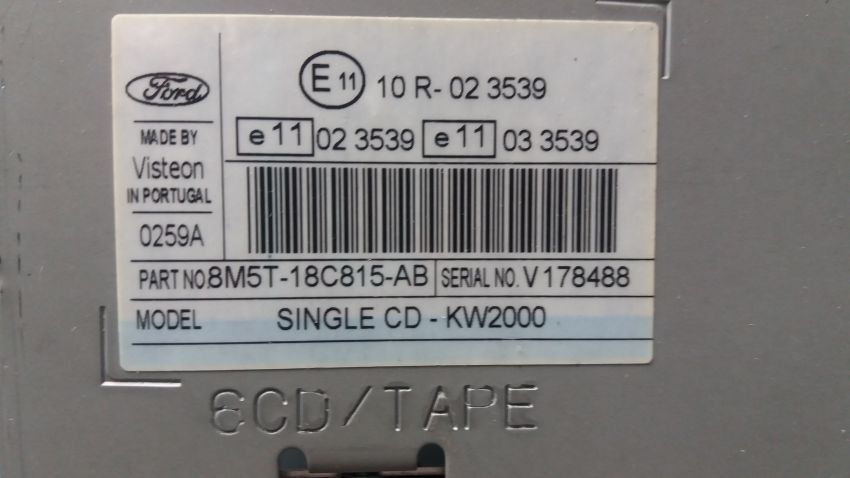 Ford
MADE BY
Visteon
IN PORTUGAL
0259A
E 11 10 R- 02 3539
e 11 02 3539 e 11 03 3539
PART NO. 8M5T-18C815-AB SERIAL NO. V178488
MODEL SINGLE CD - KW2000
6CD/TAPE